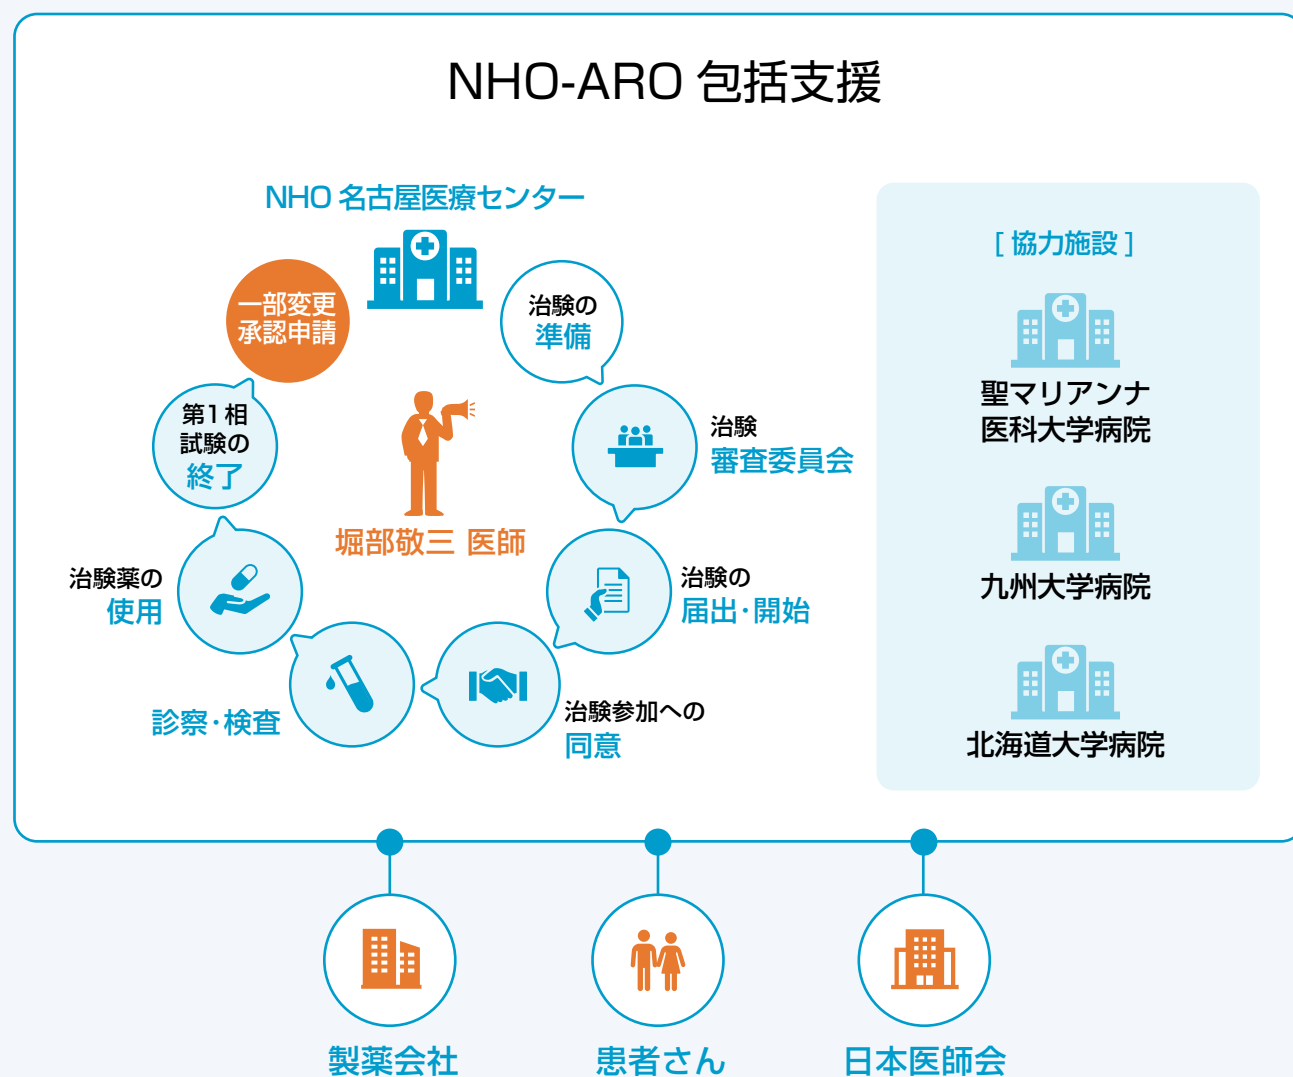 NHO-ARO 包括支援
NHO 名古屋医療センター
治験の
準備
治験
審査委員会
治験の
届出・開始
治験参加への
同意
診察・検査
治験薬の
使用
第1相
試験の
終了
一部変更
承認申請
堀部敬三 医師
[ 協力施設 ]
聖マリアンナ
医科大学病院
九州大学病院
北海道大学病院
製薬会社
患者さん
日本医師会